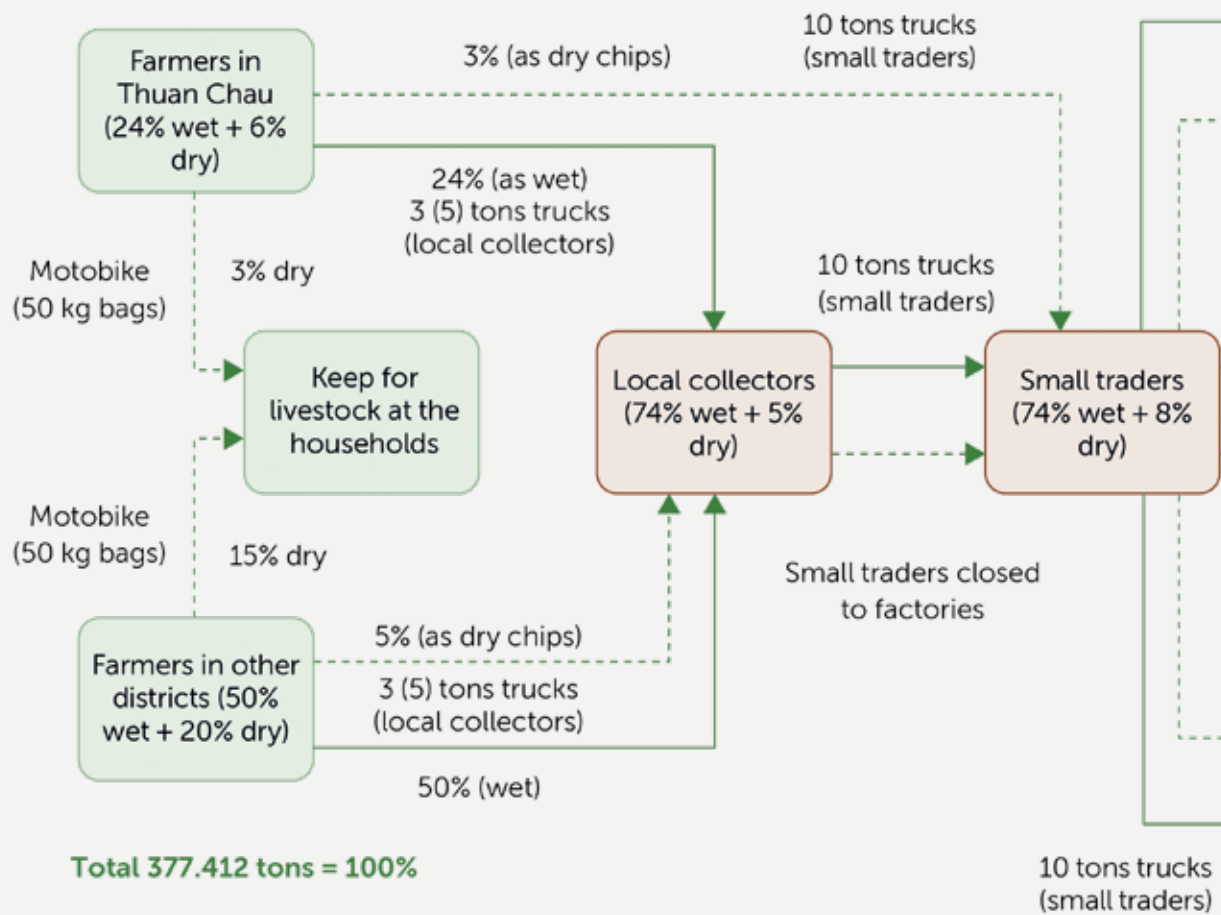 10 tons trucks
(small traders)
3% (as dry chips)
Farmers in
Thuan Chau
(24% wet + 6%
dry)
24% (as wet)
3 (5) tons trucks
(local collectors)
Motobike
(50 kg bags)
3% dry
10 tons trucks
(small traders)
Keep for
livestock at the
households
Local collectors
(74% wet + 5%
dry)
Small traders
(74% wet + 8%
dry)
Motobike
(50 kg bags)
15% dry
Small traders closed
to factories
5% (as dry chips)
Farmers in other
districts (50%
wet + 20% dry)
3 (5) tons trucks
(local collectors)
50% (wet)
Total 377.412 tons = 100%
10 tons trucks
(small traders)